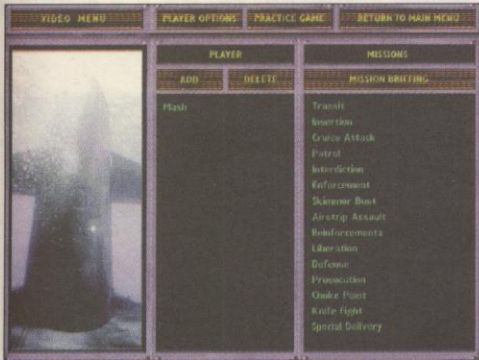 VIDEO MENU
PLAYER OPTIONS
PRACTICE GAME
RETURN TO MAIN MENU
PLAYER
MISSIONS
ADD
DELETE
MISSION BRIEFING
Mash
Transit
Insertion
Cruise Attack
Patrol
Interdiction
Enforcement
Skimmer Bust
Airstrip Assault
Reinforcements
Liberation
Defense
Prosecution
Choke Point
Knife Fight
Special Delivery